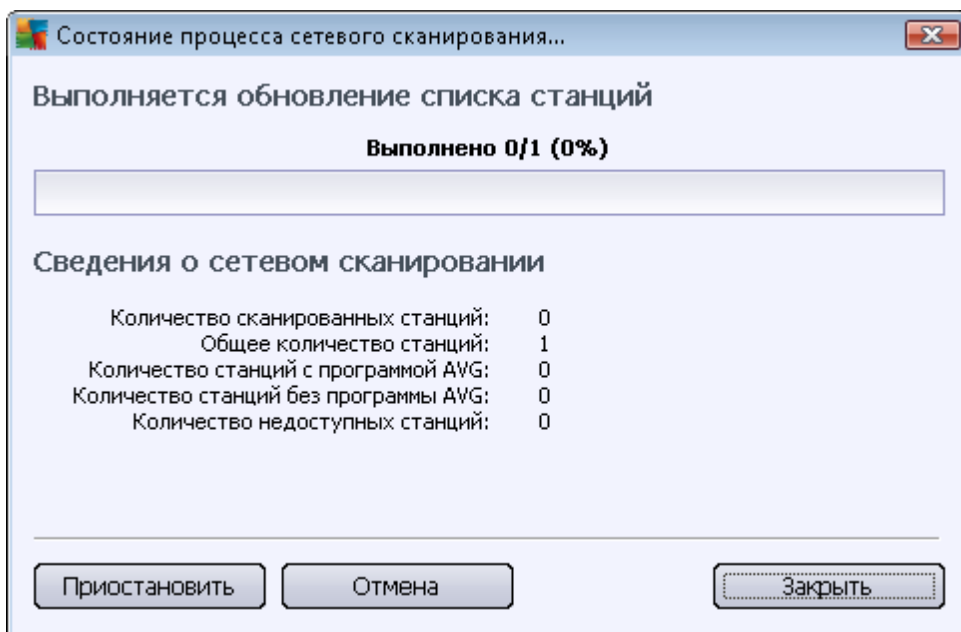 Состояние процесса сетевого сканирования...
Выполняется обновление списка станций
Выполнено 0/1 (0%)
Сведения о сетевом сканировании
Количество сканированных станций: 0
Общее количество станций: 1
Количество станций с программой AVG: 0
Количество станций без программы AVG: 0
Количество недоступных станций: 0
Приостановить Отмена Закрыть